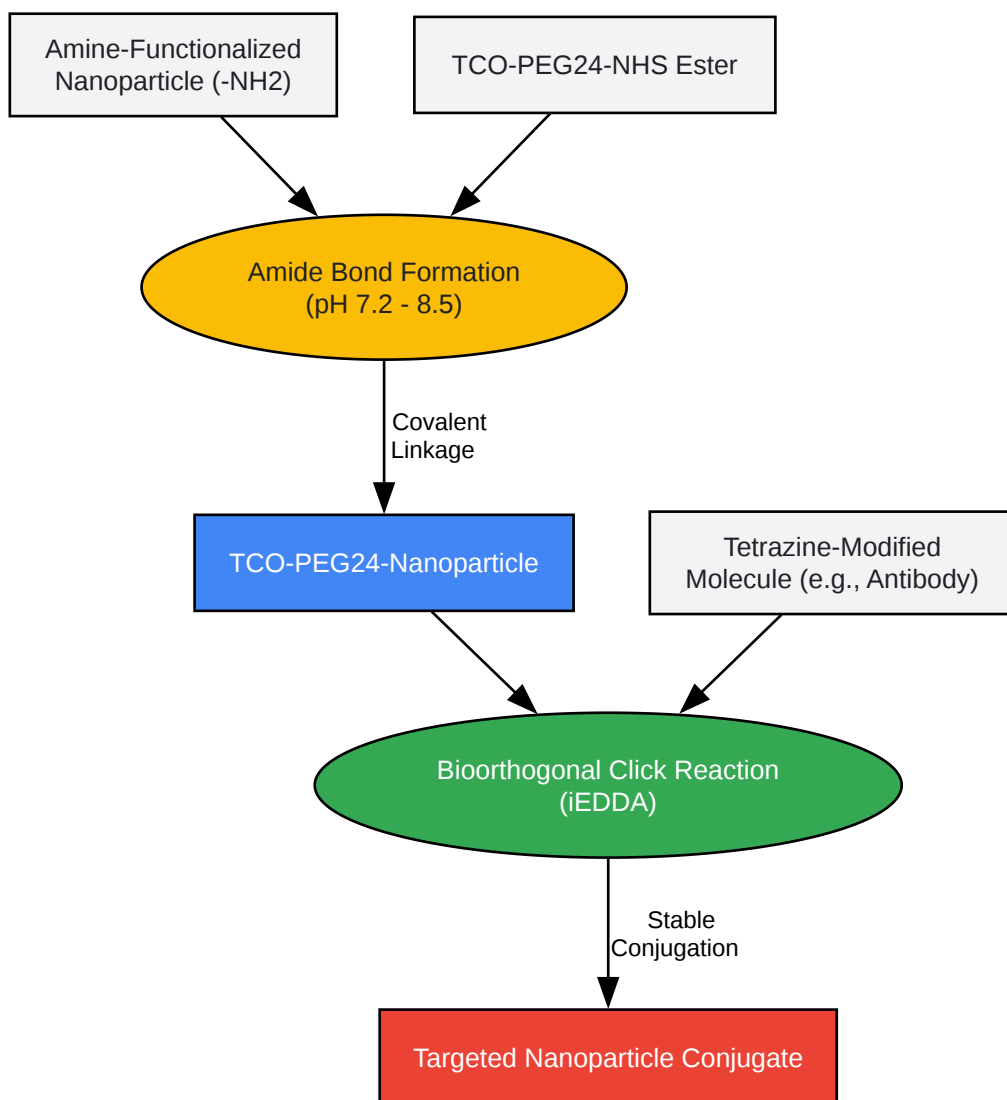 Amine-Functionalized
Nanoparticle (-NH2)
TCO-PEG24-NHS Ester
Amide Bond Formation
(pH 7.2 - 8.5)
Covalent
Linkage
TCO-PEG24-Nanoparticle
Tetrazine-Modified
Molecule (e.g., Antibody)
Bioorthogonal Click Reaction
(iEDDA)
Stable
Conjugation
Targeted Nanoparticle Conjugate